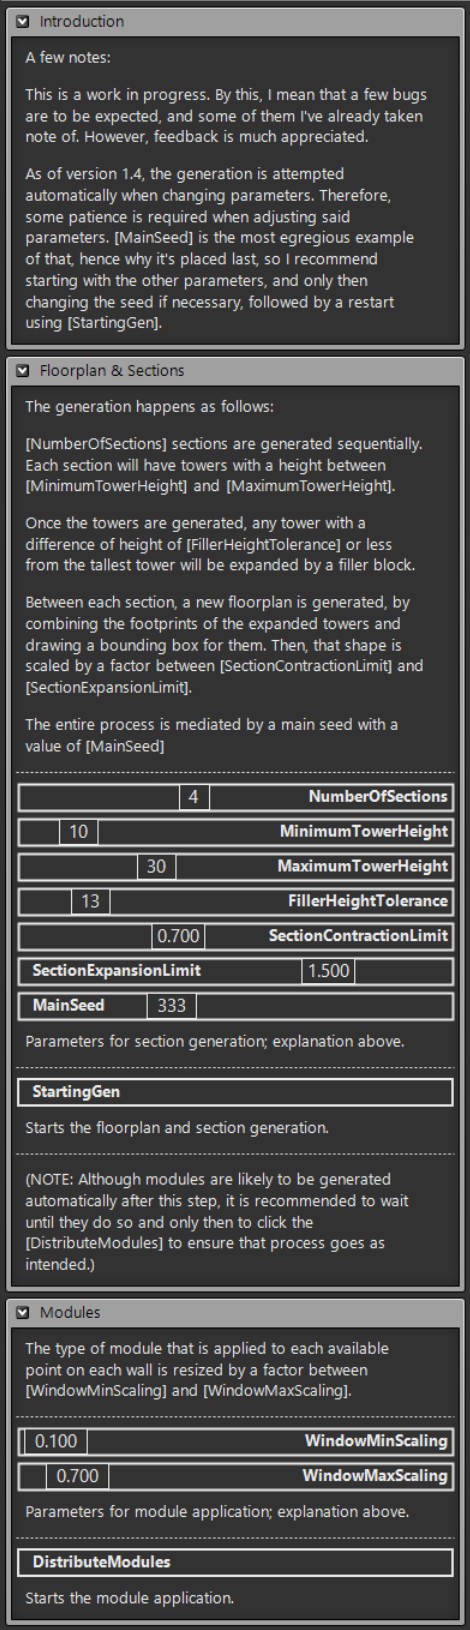 Introduction
A few notes:
This is a work in progress. By this, I mean that a few bugs
are to be expected, and some of them I've already taken
note of. However, feedback is much appreciated.
As of version 1.4, the generation is attempted
automatically when changing parameters. Therefore,
some patience is required when adjusting said
parameters. [MainSeed] is the most egregious example
of that, hence why it's placed last, so I recommend
starting with the other parameters, and only then
changing the seed if necessary, followed by a restart
using [StartingGen].
Floorplan & Sections
The generation happens as follows:
[NumberOfSections] sections are generated sequentially.
Each section will have towers with a height between
[MinimumTowerHeight] and [MaximumTowerHeight].
Once the towers are generated, any tower with a
difference of height of [FillerHeightTolerance] or less
from the tallest tower will be expanded by a filler block.
Between each section, a new floorplan is generated, by
combining the footprints of the expanded towers and
drawing a bounding box for them. Then, that shape is
scaled by a factor between [SectionContractionLimit] and
[SectionExpansionLimit].
The entire process is mediated by a main seed with a
value of [MainSeed]
4 NumberOfSections
10 MinimumTowerHeight
30 MaximumTowerHeight
13 FillerHeightTolerance
0.700 SectionContractionLimit
SectionExpansionLimit 1.500
MainSeed 333
Parameters for section generation; explanation above.
StartingGen
Starts the floorplan and section generation.
(NOTE: Although modules are likely to be generated
automatically after this step, it is recommended to wait
until they do so and only then to click the
[DistributeModules] to ensure that process goes as
intended.)
Modules
The type of module that is applied to each available
point on each wall is resized by a factor between
[WindowMinScaling] and [WindowMaxScaling].
0.100 WindowMinScaling
0.700 WindowMaxScaling
Parameters for module application; explanation above.
DistributeModules
Starts the module application.